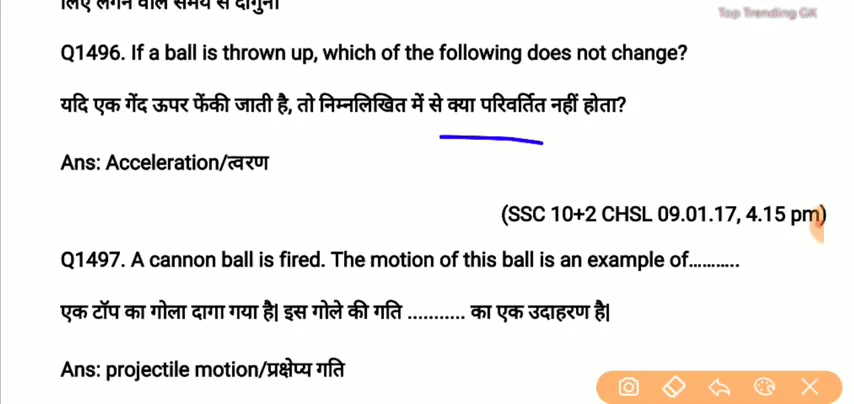 लिए लगने वाले समय से दोगुना
Top Trending GK
Q1496. If a ball is thrown up, which of the following does not change?
यदि एक गेंद ऊपर फेंकी जाती है, तो निम्नलिखित में से क्या परिवर्तित नहीं होता?
Ans: Acceleration/त्वरण
(SSC 10+2 CHSL 09.01.17, 4.15 pm)
Q1497. A cannon ball is fired. The motion of this ball is an example of...........
एक टॉप का गोला दागा गया है| इस गोले की गति ........... का एक उदाहरण है|
Ans: projectile motion/प्रक्षेप्य गति